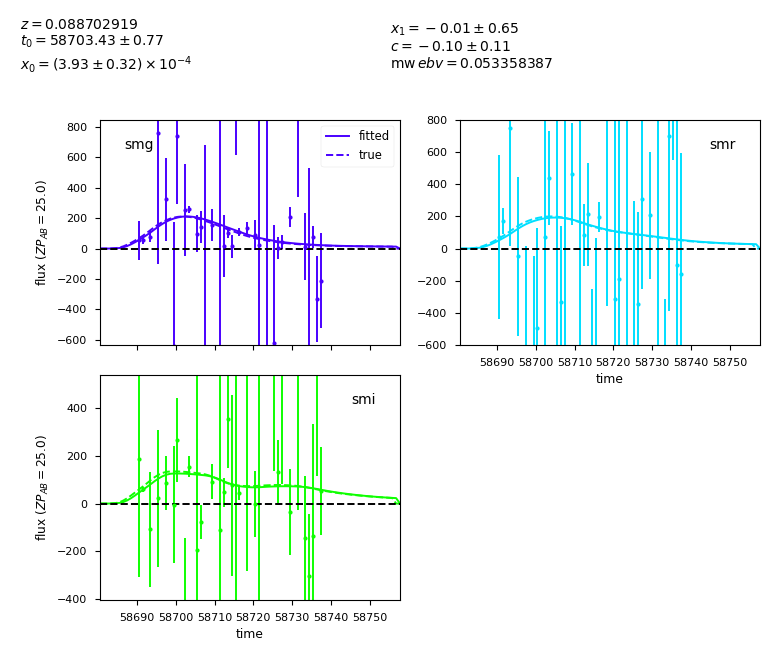 z = 0.088702919
t₀ = 58703.43 ± 0.77
x₀ = (3.93 ± 0.32) × 10⁻⁴
x₁ = −0.01 ± 0.65
c = −0.10 ± 0.11
mw ebv = 0.053358387
smg
fitted
true
flux (ZP_AB = 25.0)
800
600
400
200
0
−200
−400
−600
smr
800
600
400
200
0
−200
−400
−600
58690 58700 58710 58720 58730 58740 58750
time
smi
flux (ZP_AB = 25.0)
400
200
0
−200
−400
58690 58700 58710 58720 58730 58740 58750
time